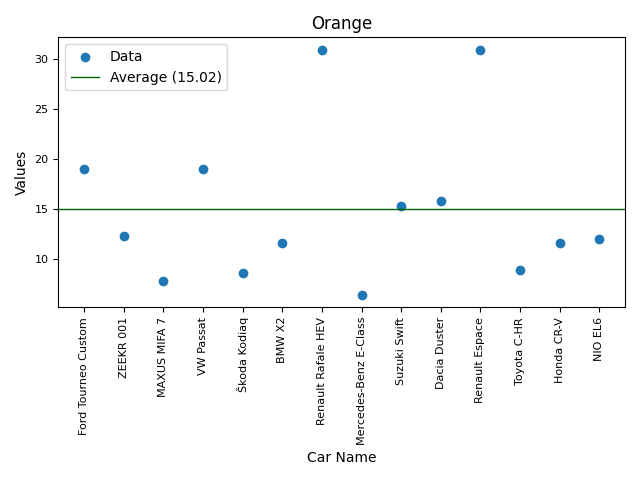 Orange
Data
Average (15.02)
Values
30
25
20
15
10
Ford Tourneo Custom
ZEEKR 001
MAXUS MIFA 7
VW Passat
Škoda Kodiaq
BMW X2
Renault Rafale HEV
Mercedes-Benz E-Class
Suzuki Swift
Dacia Duster
Renault Espace
Toyota C-HR
Honda CR-V
NIO EL6
Car Name